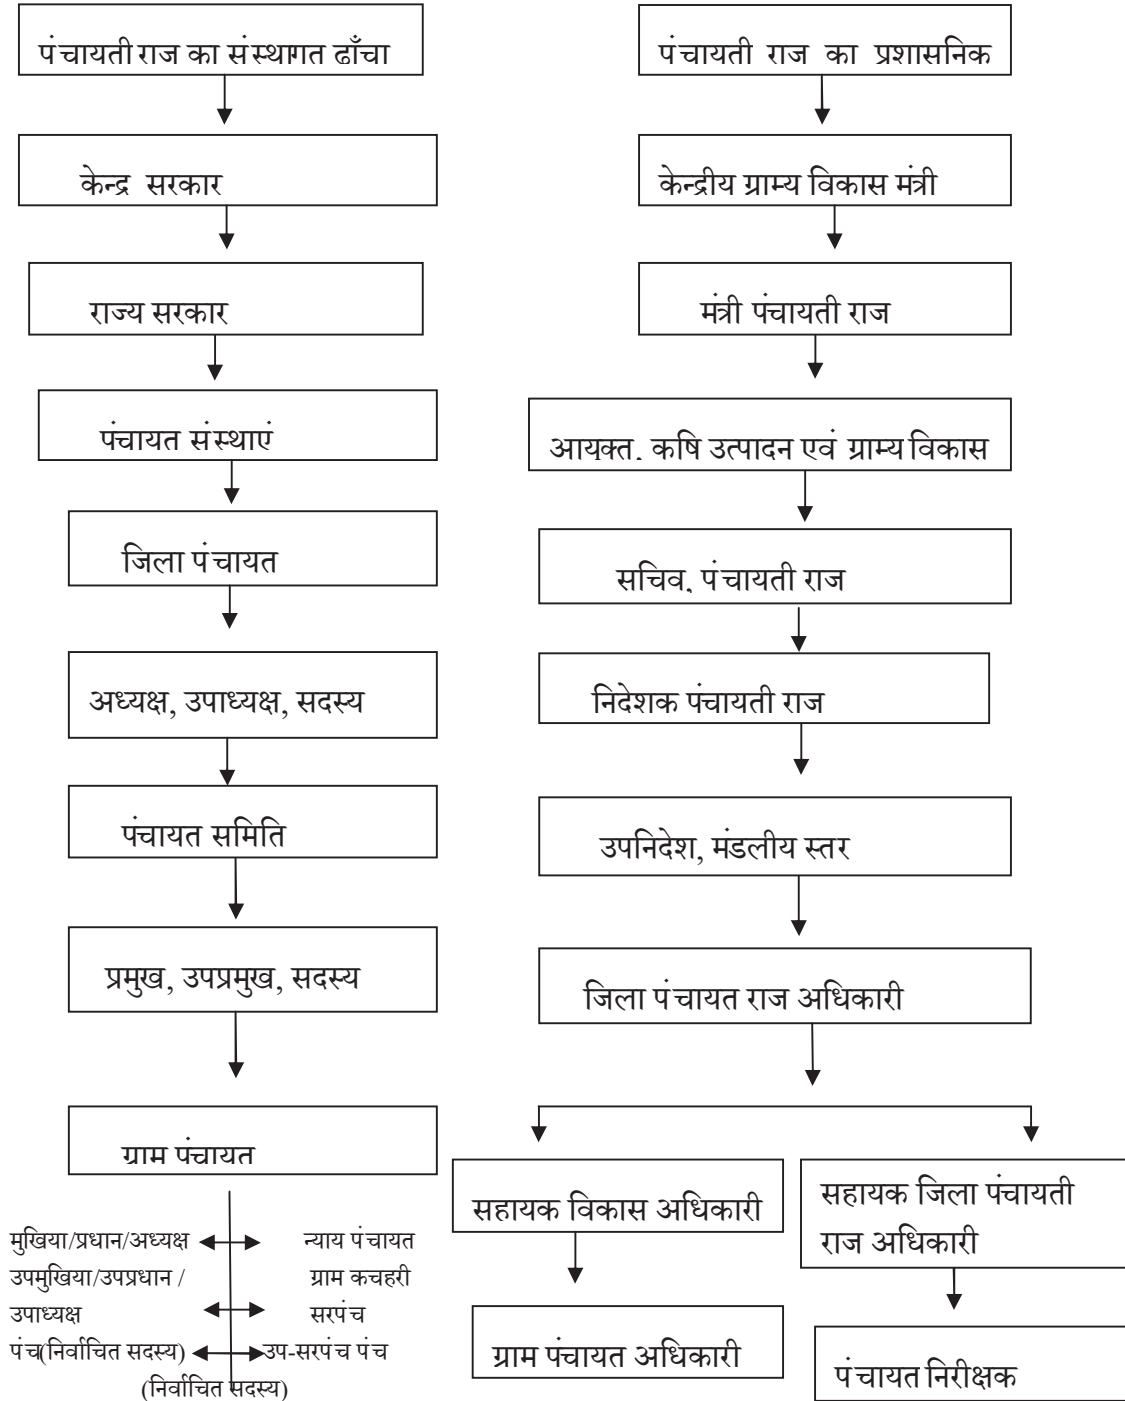 पंचायती राज का संस्थागत ढाँचा
केन्द्र सरकार
राज्य सरकार
पंचायत संस्थाएं
जिला पंचायत
अध्यक्ष, उपाध्यक्ष, सदस्य
पंचायत समिति
प्रमुख, उपप्रमुख, सदस्य
ग्राम पंचायत
मुखिया/प्रधान/अध्यक्ष न्याय पंचायत
उपमुखिया/उपप्रधान / ग्राम कचहरी
उपाध्यक्ष सरपंच
पंच(निर्वाचित सदस्य) उप-सरपंच पंच
(निर्वाचित सदस्य)
पंचायती राज का प्रशासनिक
केन्द्रीय ग्राम्य विकास मंत्री
मंत्री पंचायती राज
आयुक्त, कृषि उत्पादन एवं ग्राम्य विकास
सचिव, पंचायती राज
निदेशक पंचायती राज
उपनिदेश, मंडलीय स्तर
जिला पंचायत राज अधिकारी
सहायक विकास अधिकारी
ग्राम पंचायत अधिकारी
सहायक जिला पंचायती
राज अधिकारी
पंचायत निरीक्षक